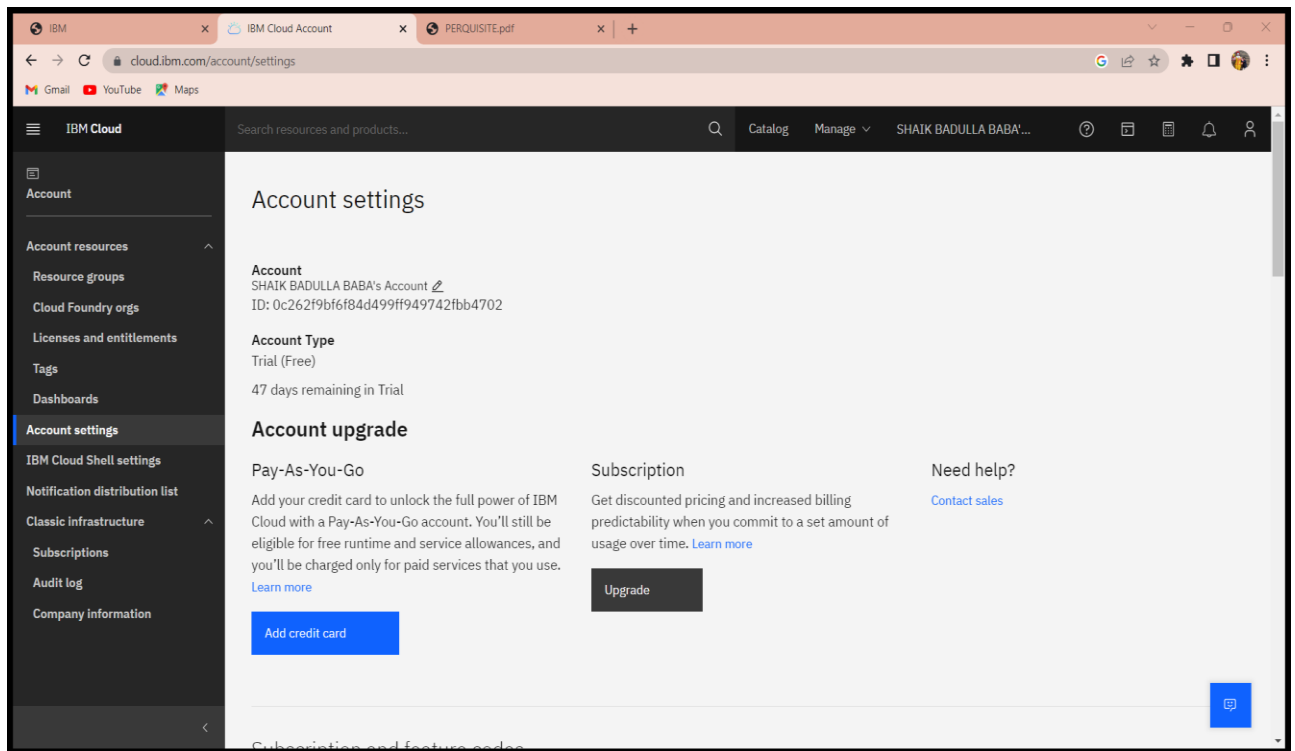 IBM
IBM Cloud Account
PERQUISITE.pdf
cloud.ibm.com/account/settings
G
Gmail
YouTube
Maps
IBM Cloud
Search resources and products...
Catalog
Manage
SHAIK BADULLA BABA'...
Account
Account resources
Resource groups
Cloud Foundry orgs
Licenses and entitlements
Tags
Dashboards
Account settings
IBM Cloud Shell settings
Notification distribution list
Classic infrastructure
Subscriptions
Audit log
Company information
Account settings
Account
SHAIK BADULLA BABA's Account
ID: 0c262f9bf6f84d499ff949742fbb4702
Account Type
Trial (Free)
47 days remaining in Trial
Account upgrade
Pay-As-You-Go
Add your credit card to unlock the full power of IBM
Cloud with a Pay-As-You-Go account. You'll still be
eligible for free runtime and service allowances, and
you'll be charged only for paid services that you use.
Learn more
Add credit card
Subscription
Get discounted pricing and increased billing
predictability when you commit to a set amount of
usage over time. Learn more
Upgrade
Need help?
Contact sales
Subscription and feature codes